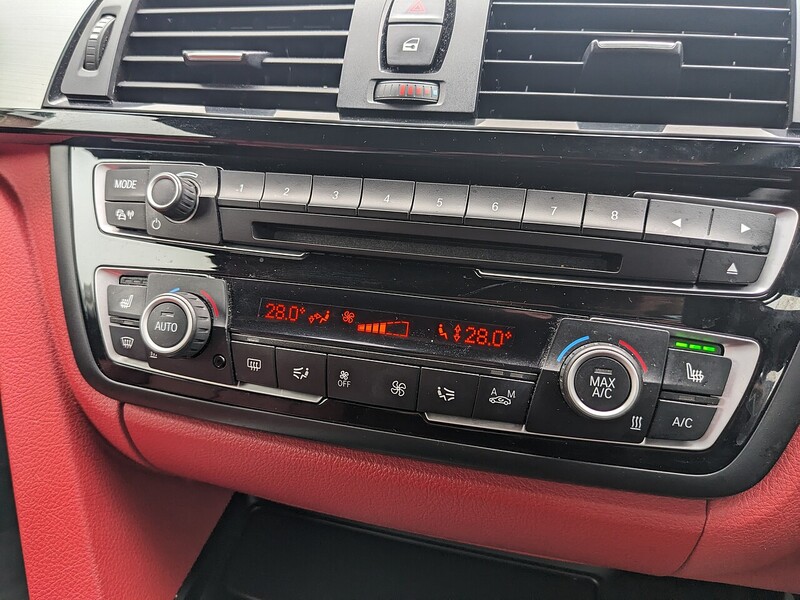 MODE 1 2 3 4 5 6 7 8
28.0° 28.0°
AUTO
OFF
A M
MAX
A/C
A/C